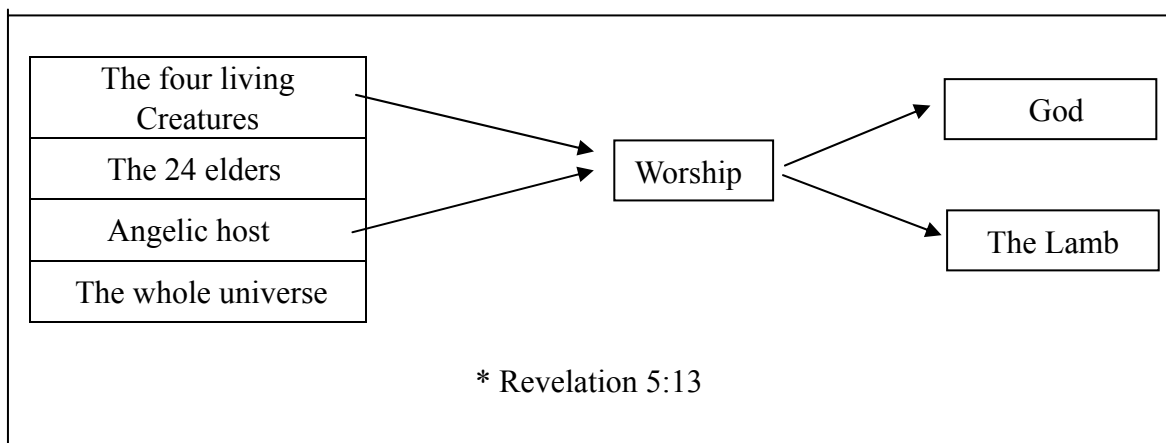 The four living
Creatures
The 24 elders
Angelic host
The whole universe
Worship
God
The Lamb
* Revelation 5:13